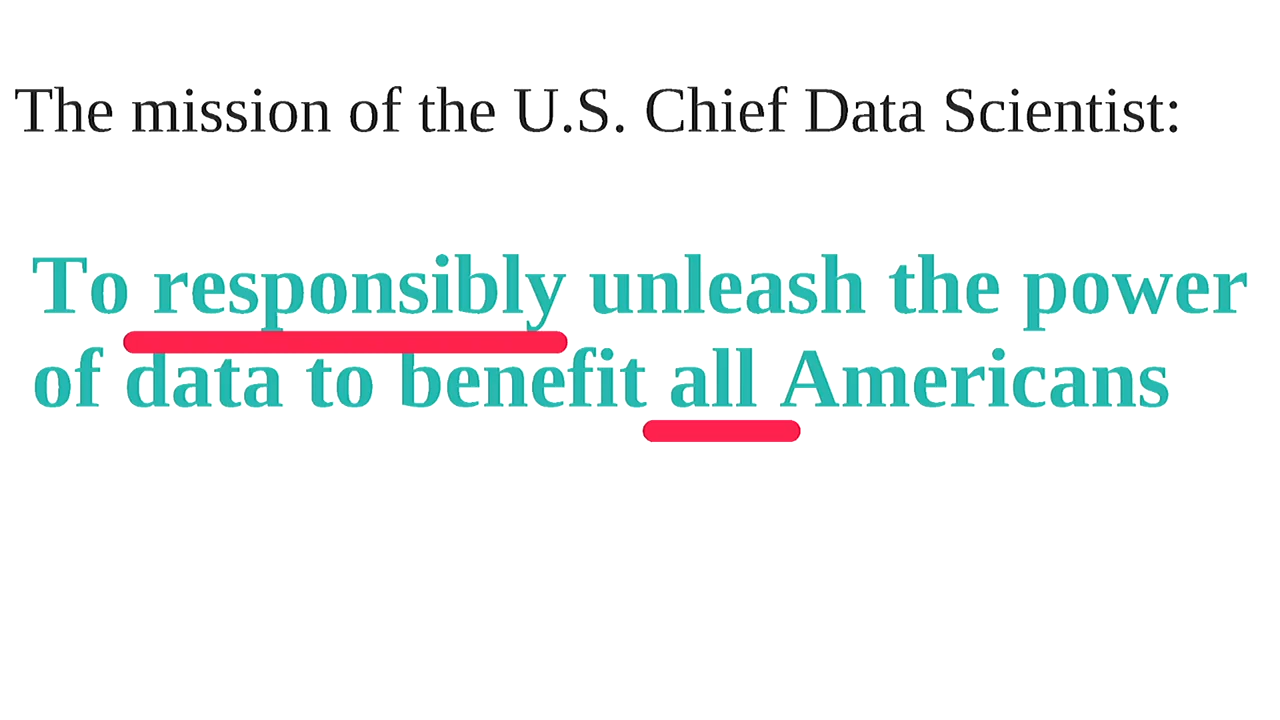 The mission of the U.S. Chief Data Scientist:
To responsibly unleash the power
of data to benefit all Americans